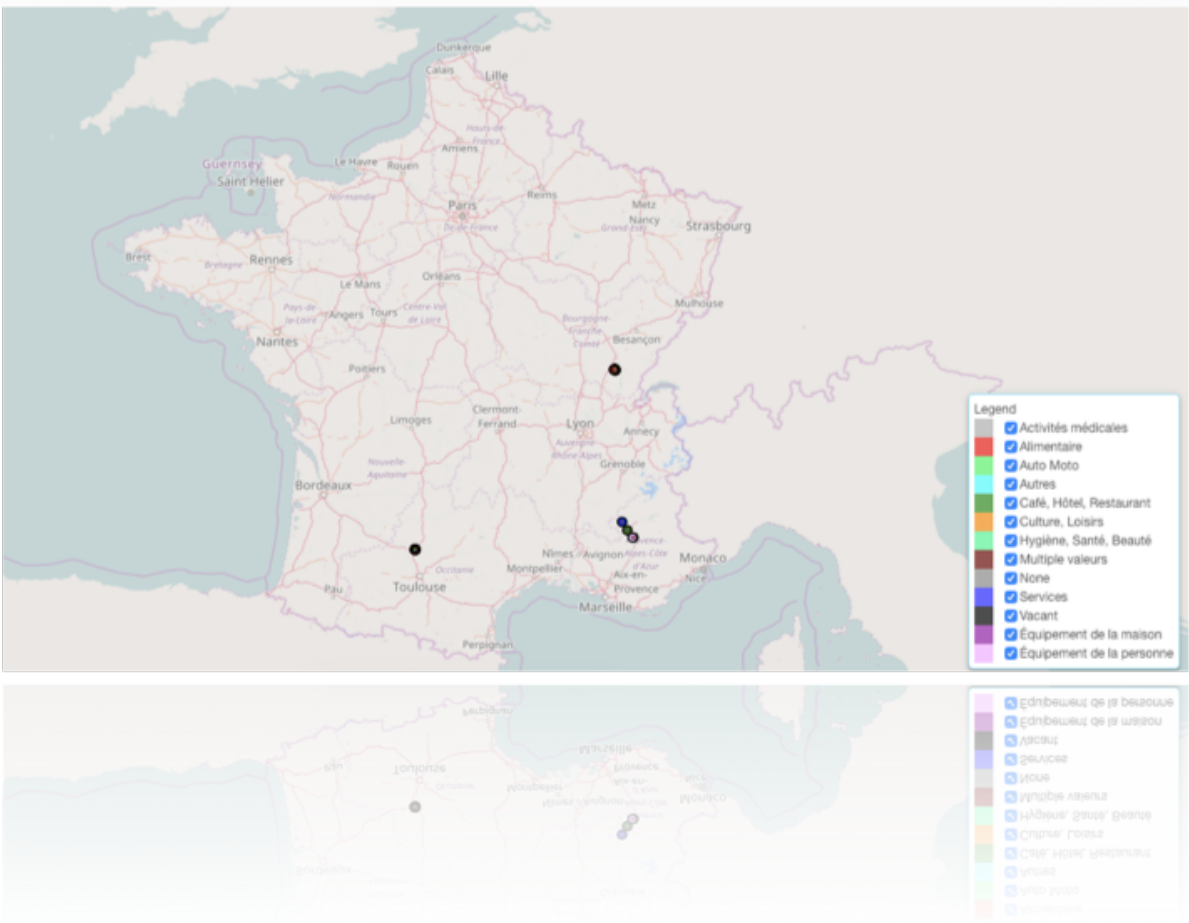 Dunkerque
Calais
Lille
Hauts-de-
France
Amiens
Guernsey
Le Havre
Rouen
Saint Helier
Normandie
Reims
Metz
Paris
Île-de-France
Nancy
Grand Est
Strasbourg
Brest
Bretagne
Rennes
Le Mans
Orléans
Mulhouse
Pays-de-
la-Loire
Angers
Tours
Centre-Val
de Loire
Bourgogne-
Franche-
Comté
Nantes
Besançon
Poitiers
Limoges
Clermont-
Ferrand
Lyon
Annecy
Auvergne
Rhône-Alpes
Nouvelle-
Aquitaine
Grenoble
Bordeaux
Nîmes
Avignon
Provence-
Alpes-Côte
d'Azur
Monaco
Nice
Montpellier
Aix-en-
Provence
Occitanie
Pau
Toulouse
Marseille
Perpignan
Legend
Activités médicales
Alimentaire
Auto Moto
Autres
Café, Hôtel, Restaurant
Culture, Loisirs
Hygiène, Santé, Beauté
Multiple valeurs
None
Services
Vacant
Équipement de la maison
Équipement de la personne